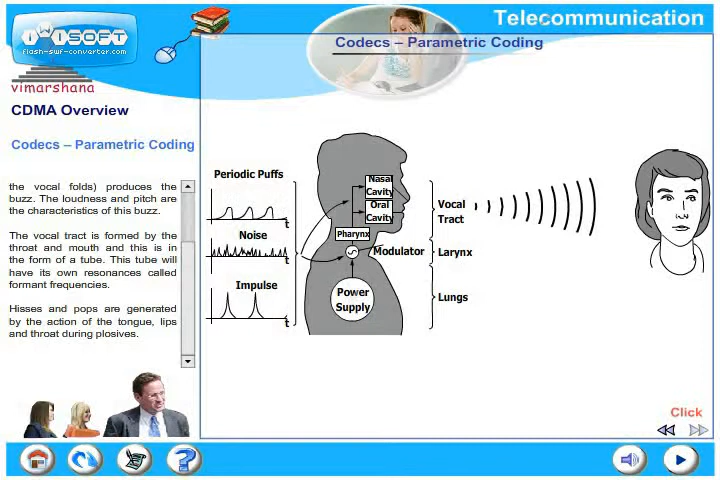 Telecommunication
Codecs – Parametric Coding
iWiSOFT
flash-swf-converter.com
vimarshana
CDMA Overview
Codecs – Parametric Coding
the vocal folds) produces the
buzz. The loudness and pitch are
the characteristics of this buzz.
The vocal tract is formed by the
throat and mouth and this is in
the form of a tube. This tube will
have its own resonances called
formant frequencies.
Hisses and pops are generated
by the action of the tongue, lips
and throat during plosives.
Periodic Puffs
t
Noise
t
Impulse
t
Nasal
Cavity
Oral
Cavity
Pharynx
Modulator
Power
Supply
Vocal
Tract
Larynx
Lungs
Click